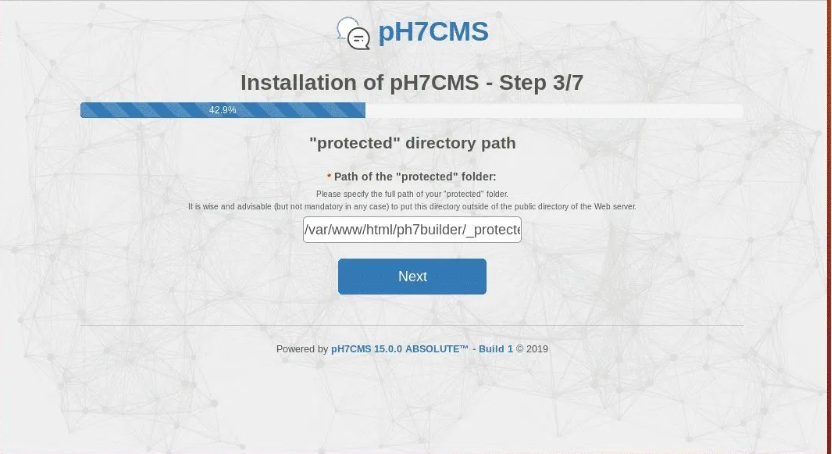 pH7CMS
Installation of pH7CMS - Step 3/7
42.9%
"protected" directory path
* Path of the "protected" folder:
Please specify the full path of your "protected" folder.
It is wise and advisable (but not mandatory in any case) to put this directory outside of the public directory of the Web server.
/var/www/html/ph7builder/_protecte
Next
Powered by pH7CMS 15.0.0 ABSOLUTE™ - Build 1 © 2019